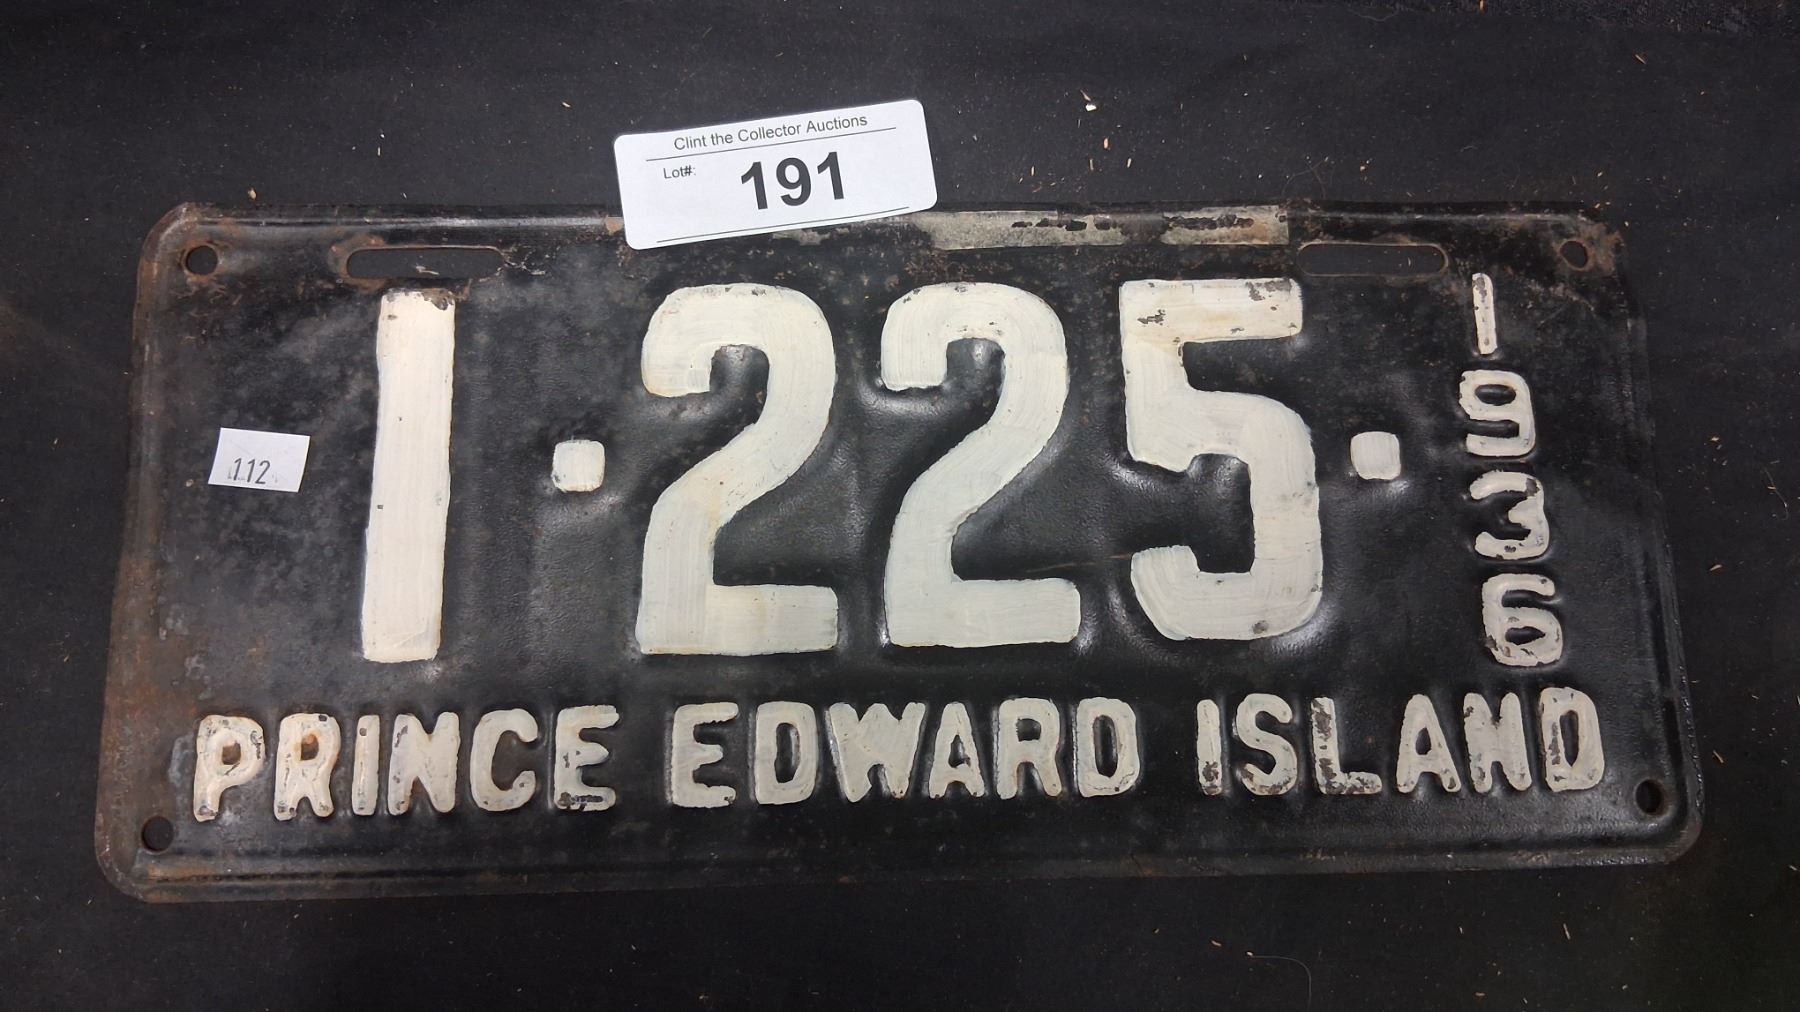 Clint the Collector Auctions
Lot#: 191
1·225·
1936
112
PRINCE EDWARD ISLAND